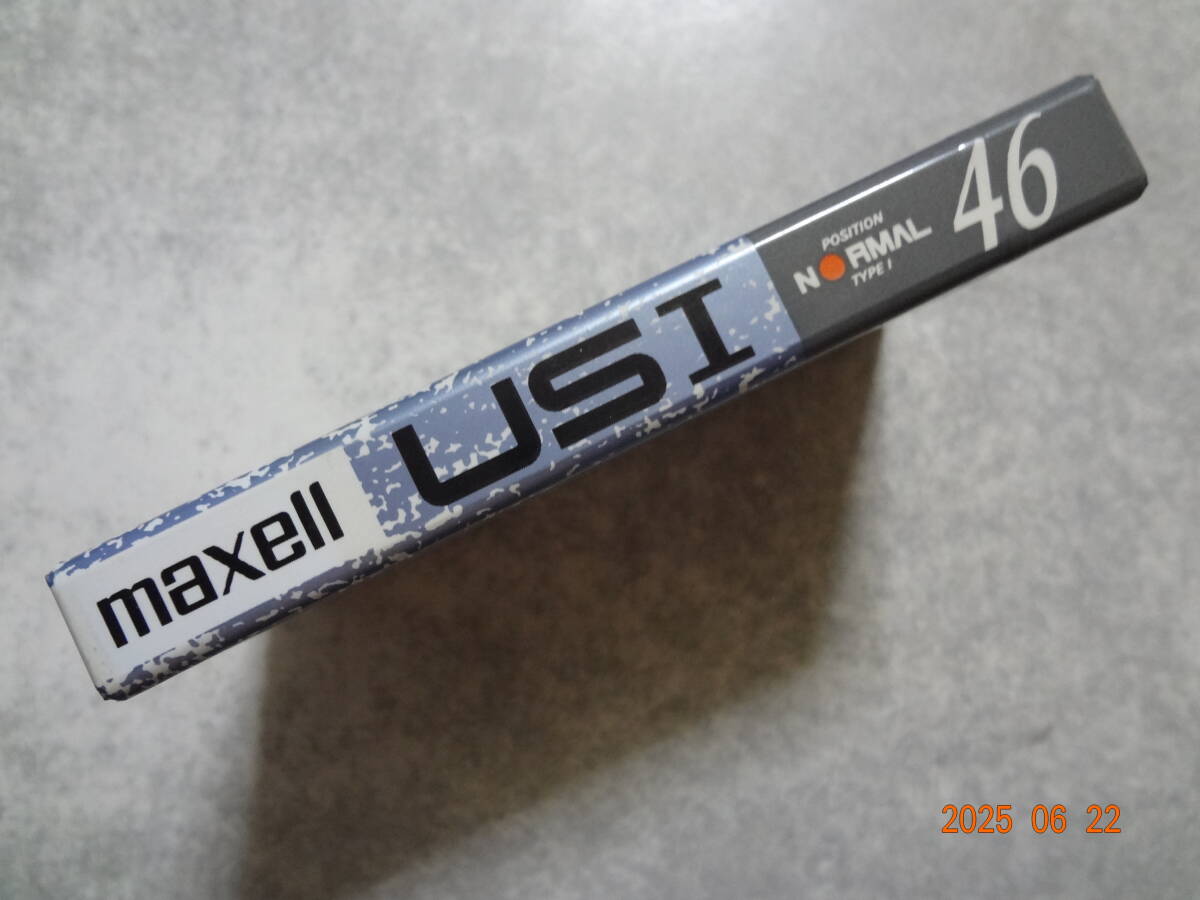 maxell
USI
POSITION
NORMAL
TYPE I
46
2025 06 22